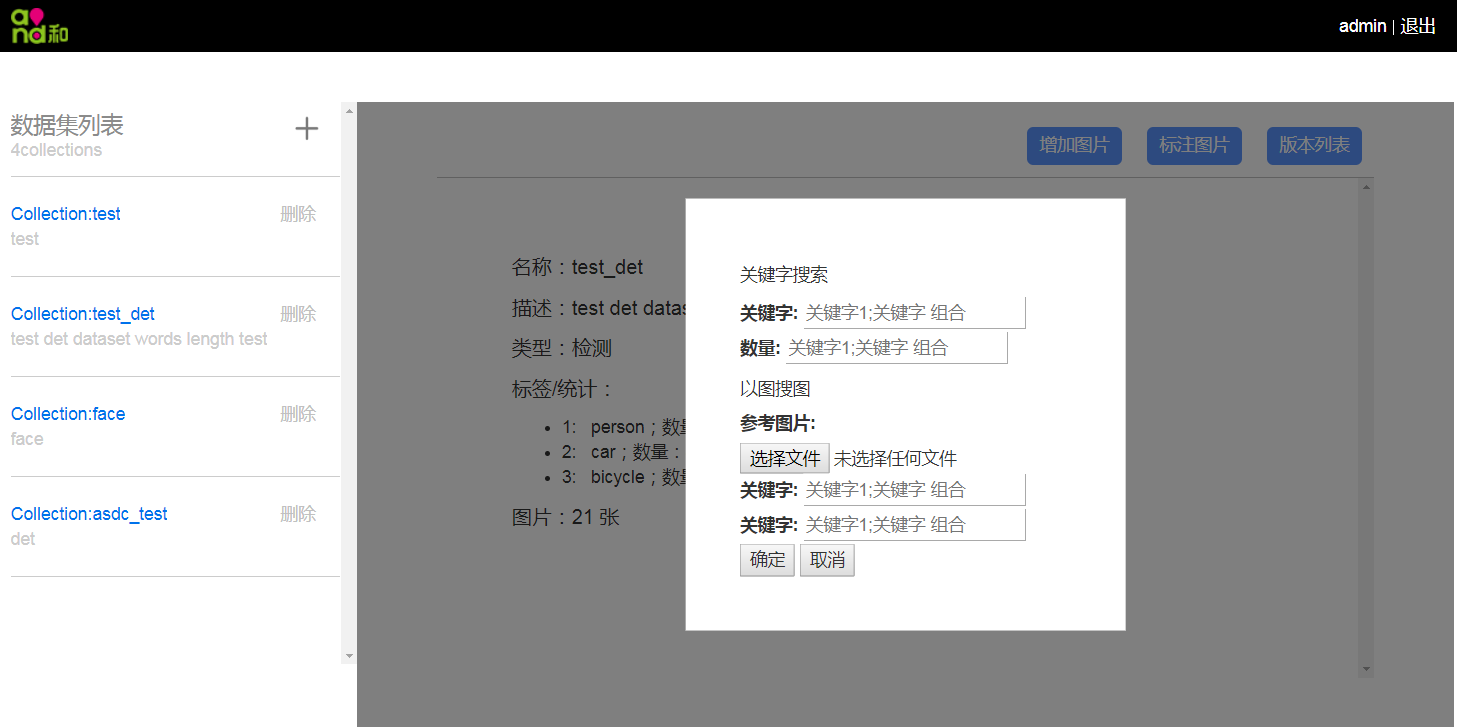 and和
admin | 退出
数据集列表
4collections
Collection:test 删除
test
Collection:test_det 删除
test det dataset words length test
Collection:face 删除
face
Collection:asdc_test 删除
det
增加图片 标注图片 版本列表
名称：test_det
描述：test det datas
类型：检测
标签/统计：
1: person；数
2: car；数量：
3: bicycle；数
图片：21 张
关键字搜索
关键字: 关键字1;关键字 组合
数量: 关键字1;关键字 组合
以图搜图
参考图片:
选择文件 未选择任何文件
关键字: 关键字1;关键字 组合
关键字: 关键字1;关键字 组合
确定 取消